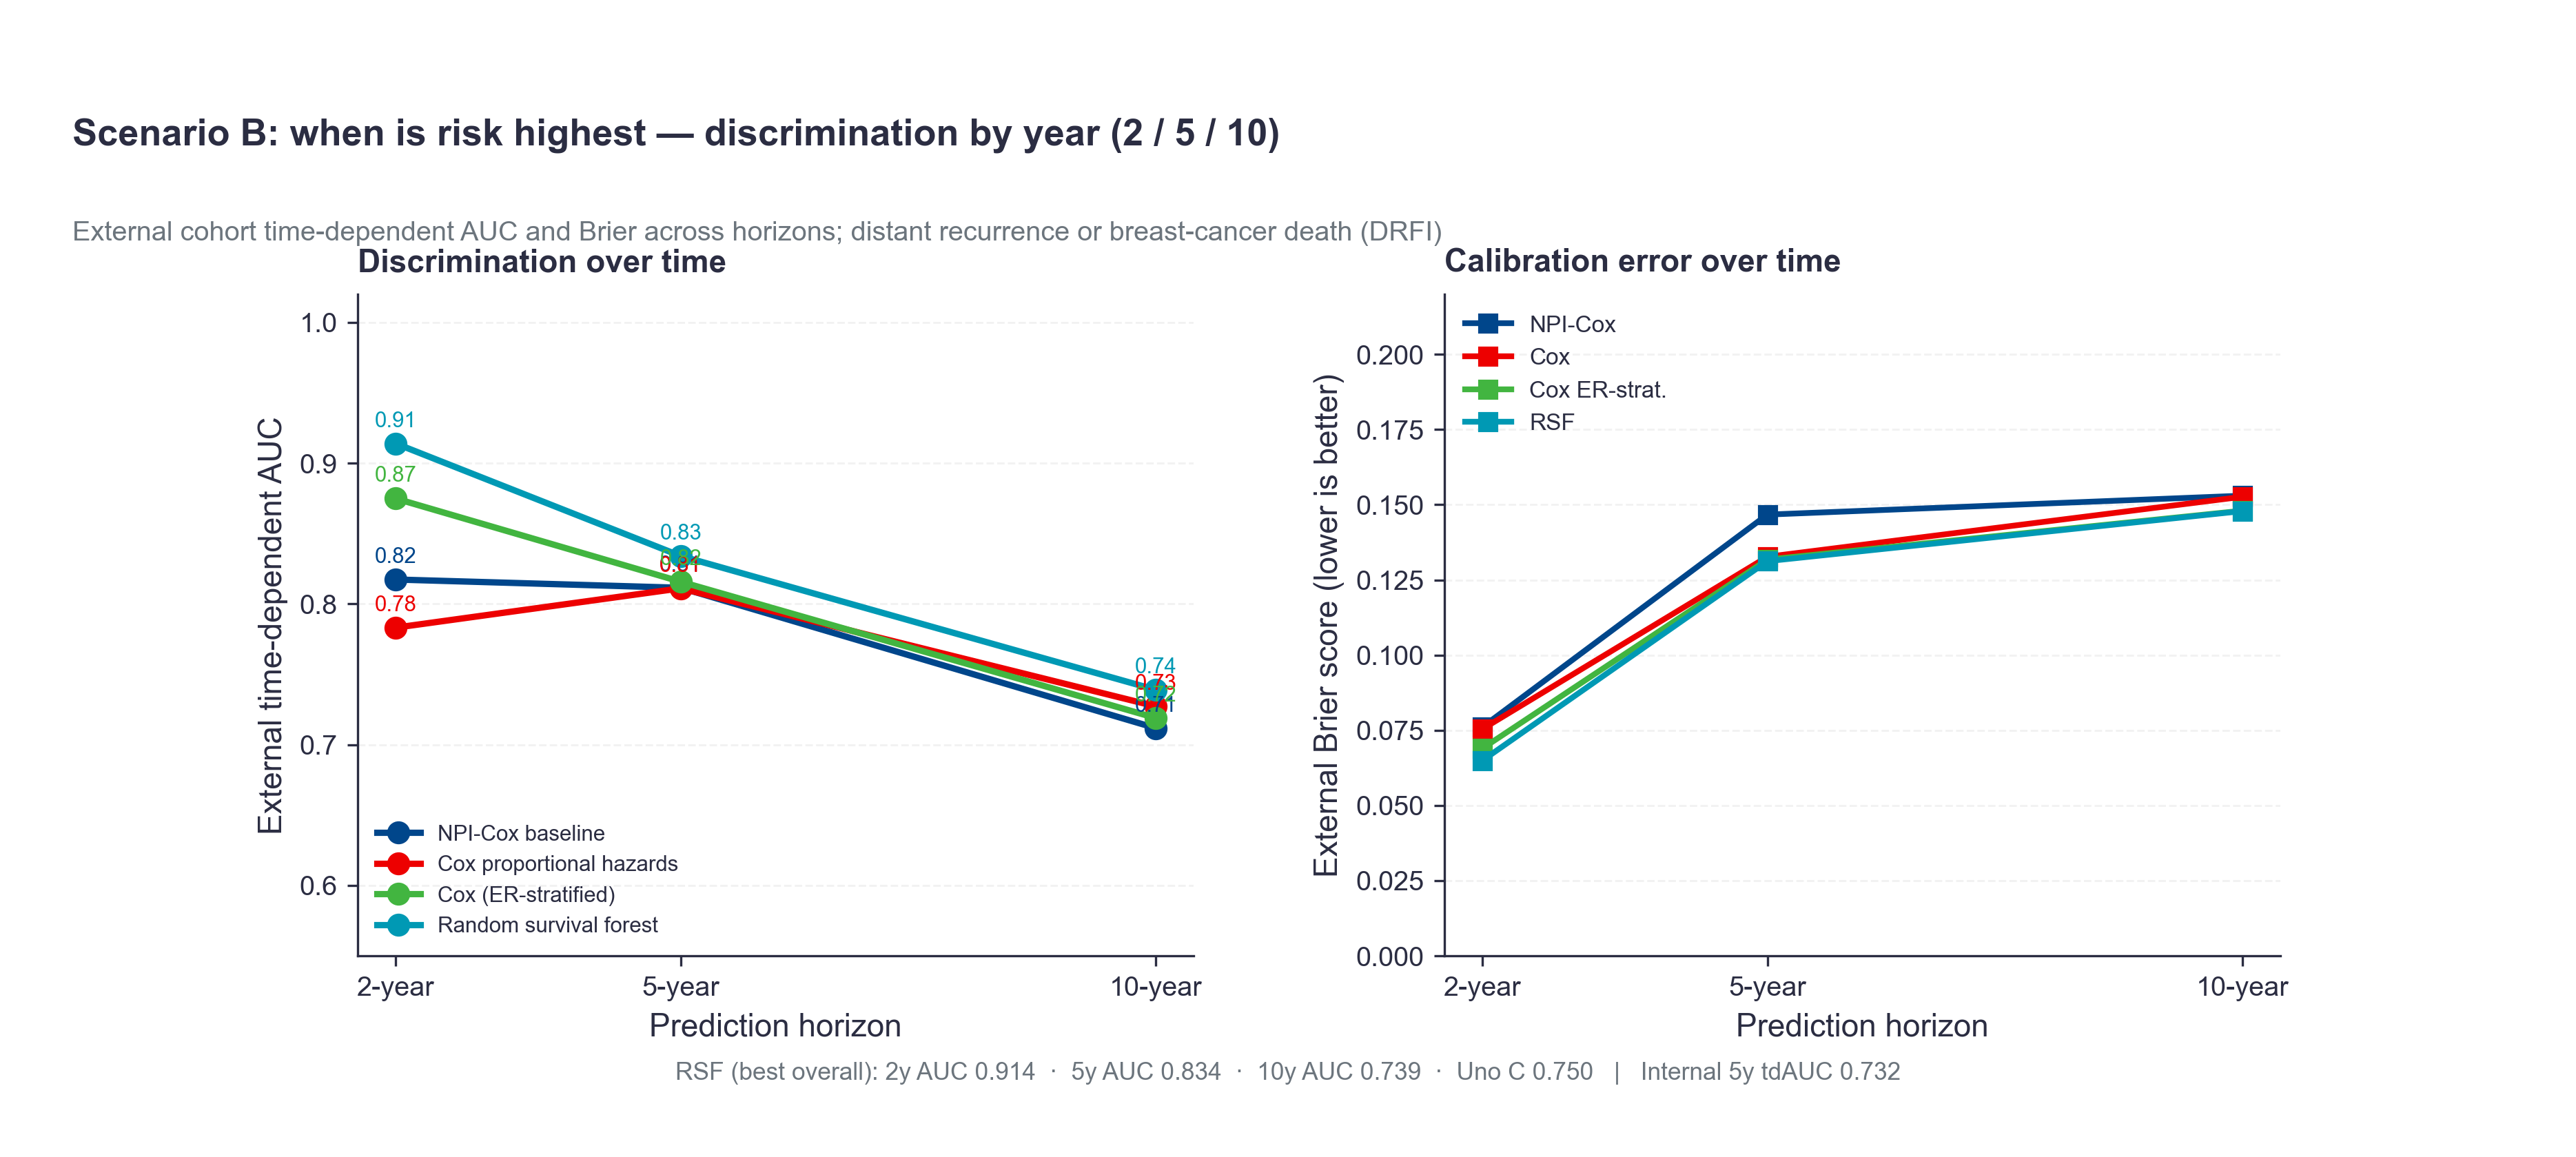 Scenario B: when is risk highest — discrimination by year (2 / 5 / 10)
External cohort time-dependent AUC and Brier across horizons; distant recurrence or breast-cancer death (DRFI)
Discrimination over time
External time-dependent AUC
1.0
0.9
0.8
0.7
0.6
0.91
0.87
0.82
0.78
0.83
0.81
0.74
0.73
0.71
NPI-Cox baseline
Cox proportional hazards
Cox (ER-stratified)
Random survival forest
2-year
5-year
10-year
Prediction horizon
Calibration error over time
External Brier score (lower is better)
0.200
0.175
0.150
0.125
0.100
0.075
0.050
0.025
0.000
NPI-Cox
Cox
Cox ER-strat.
RSF
2-year
5-year
10-year
Prediction horizon
RSF (best overall): 2y AUC 0.914 · 5y AUC 0.834 · 10y AUC 0.739 · Uno C 0.750 | Internal 5y tdAUC 0.732